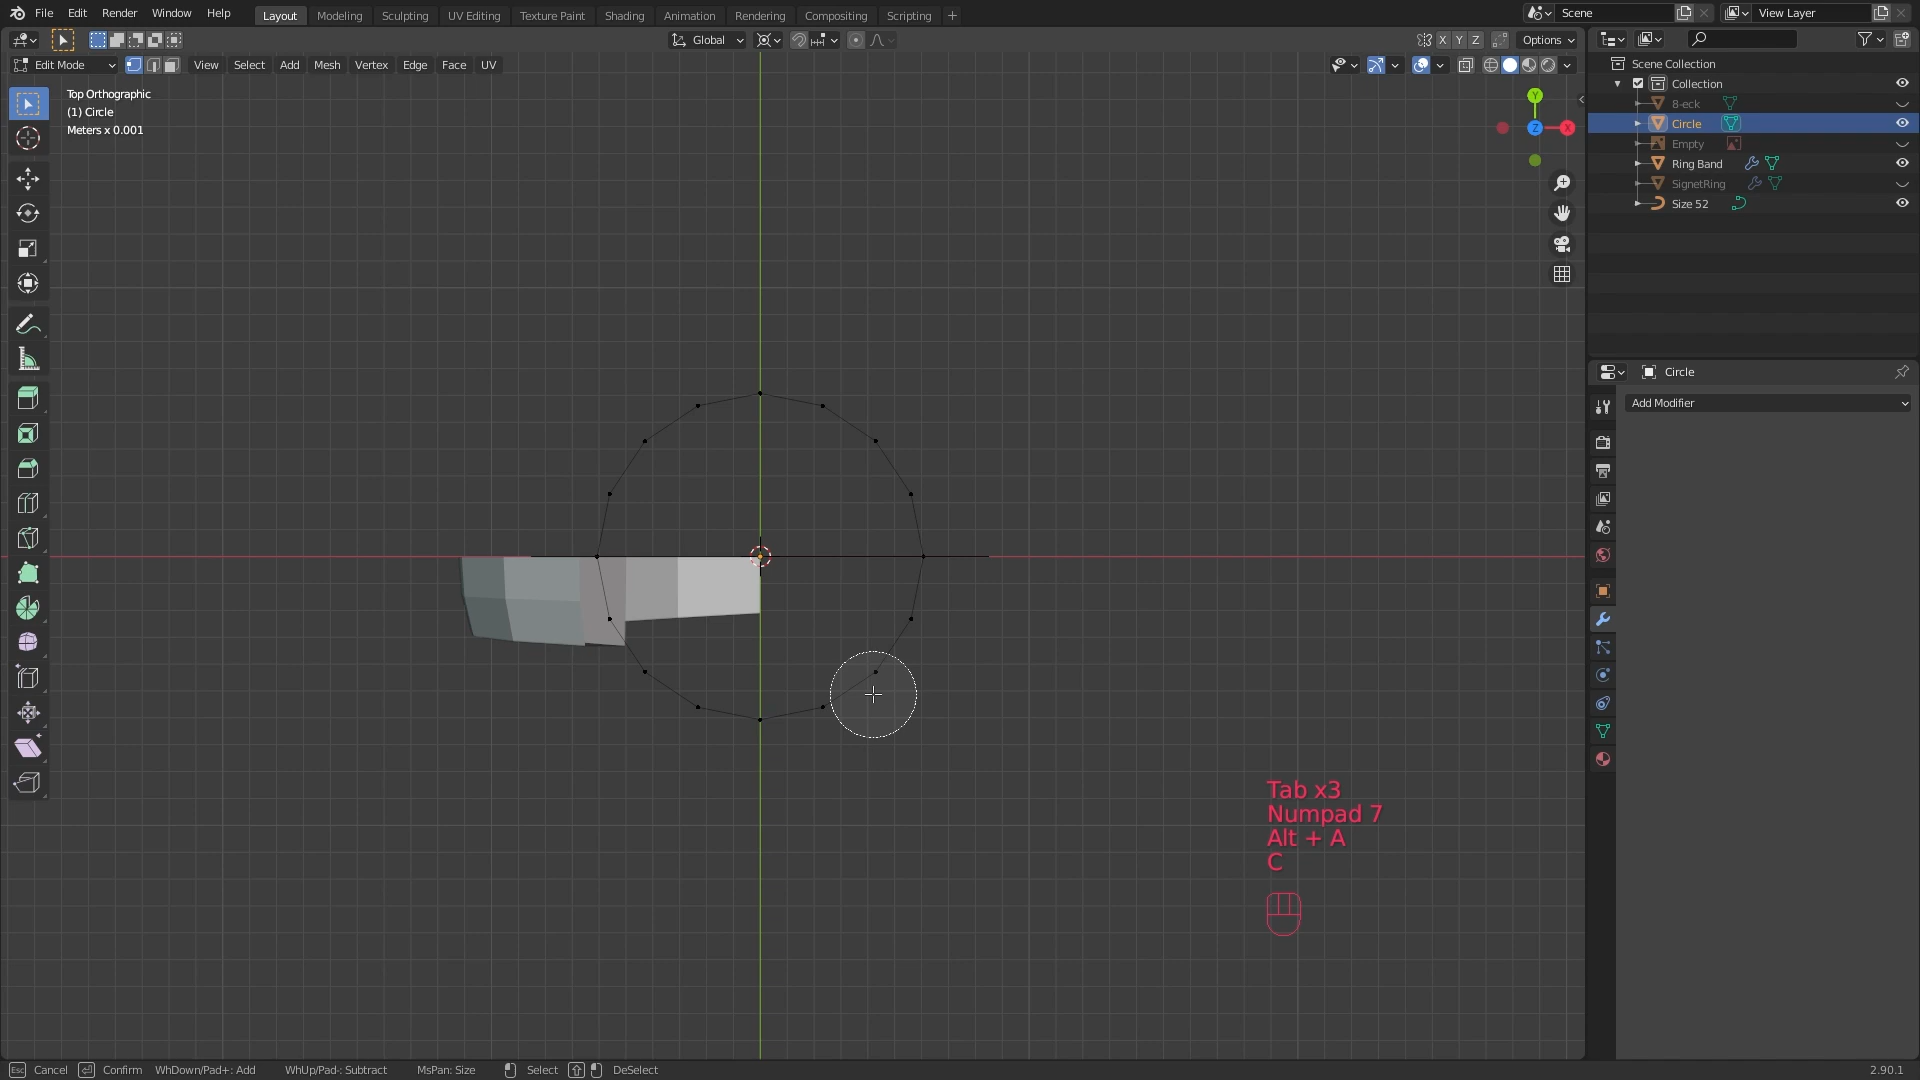 File Edit Render Window Help Layout Modeling Sculpting UV Editing Texture Paint Shading Animation Rendering Compositing Scripting + Scene View Layer
Global X Y Z Options
Edit Mode View Select Add Mesh Vertex Edge Face UV
Top Orthographic
(1) Circle
Meters x 0.001
Y
Z X
Scene Collection
Collection
8-eck
Circle
Empty
Ring Band
SignetRing
Size 52
Circle
Add Modifier
Tab x3
Numpad 7
Alt + A
C
Esc Cancel Confirm WhDown/Pad+: Add WhUp/Pad-: Subtract MsPan: Size Select DeSelect 2.90.1